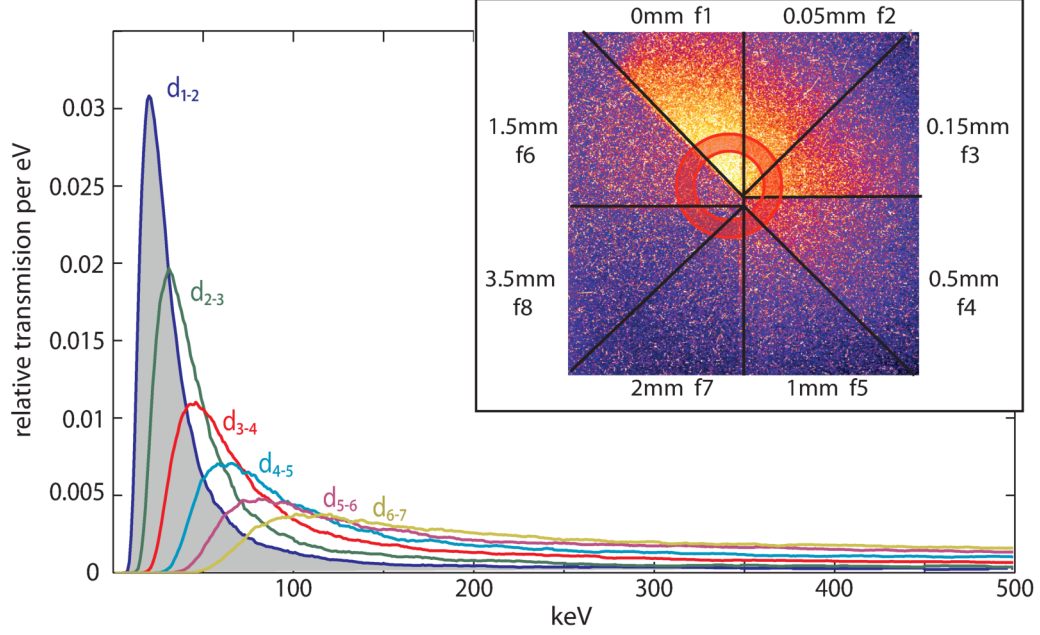 0mm f1
0.05mm f2
1.5mm
f6
0.15mm
f3
3.5mm
f8
0.5mm
f4
2mm f7
1mm f5
relative transmision per eV
0.03
0.025
0.02
0.015
0.01
0.005
0
d1-2
d2-3
d3-4
d4-5
d5-6
d6-7
100
200
300
400
500
keV